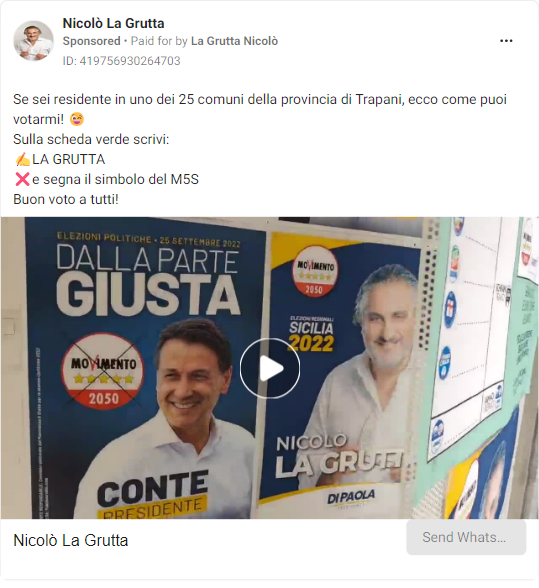 Nicolò La Grutta
Sponsored • Paid for by La Grutta Nicolò
ID: 419756930264703
Se sei residente in uno dei 25 comuni della provincia di Trapani, ecco come puoi
votarmi! 😉
Sulla scheda verde scrivi:
✍️LA GRUTTA
❌e segna il simbolo del M5S
Buon voto a tutti!
ELEZIONI POLITICHE • 25 SETTEMBRE 2022
DALLA PARTE
GIUSTA
MOVIMENTO
2050
CONTE
PRESIDENTE
MOVIMENTO
2050
ELEZIONI REGIONALI
SICILIA
2022
NICOLO
LA GRUTT
DI PAOLA
Nicolò La Grutta
Send Whats...